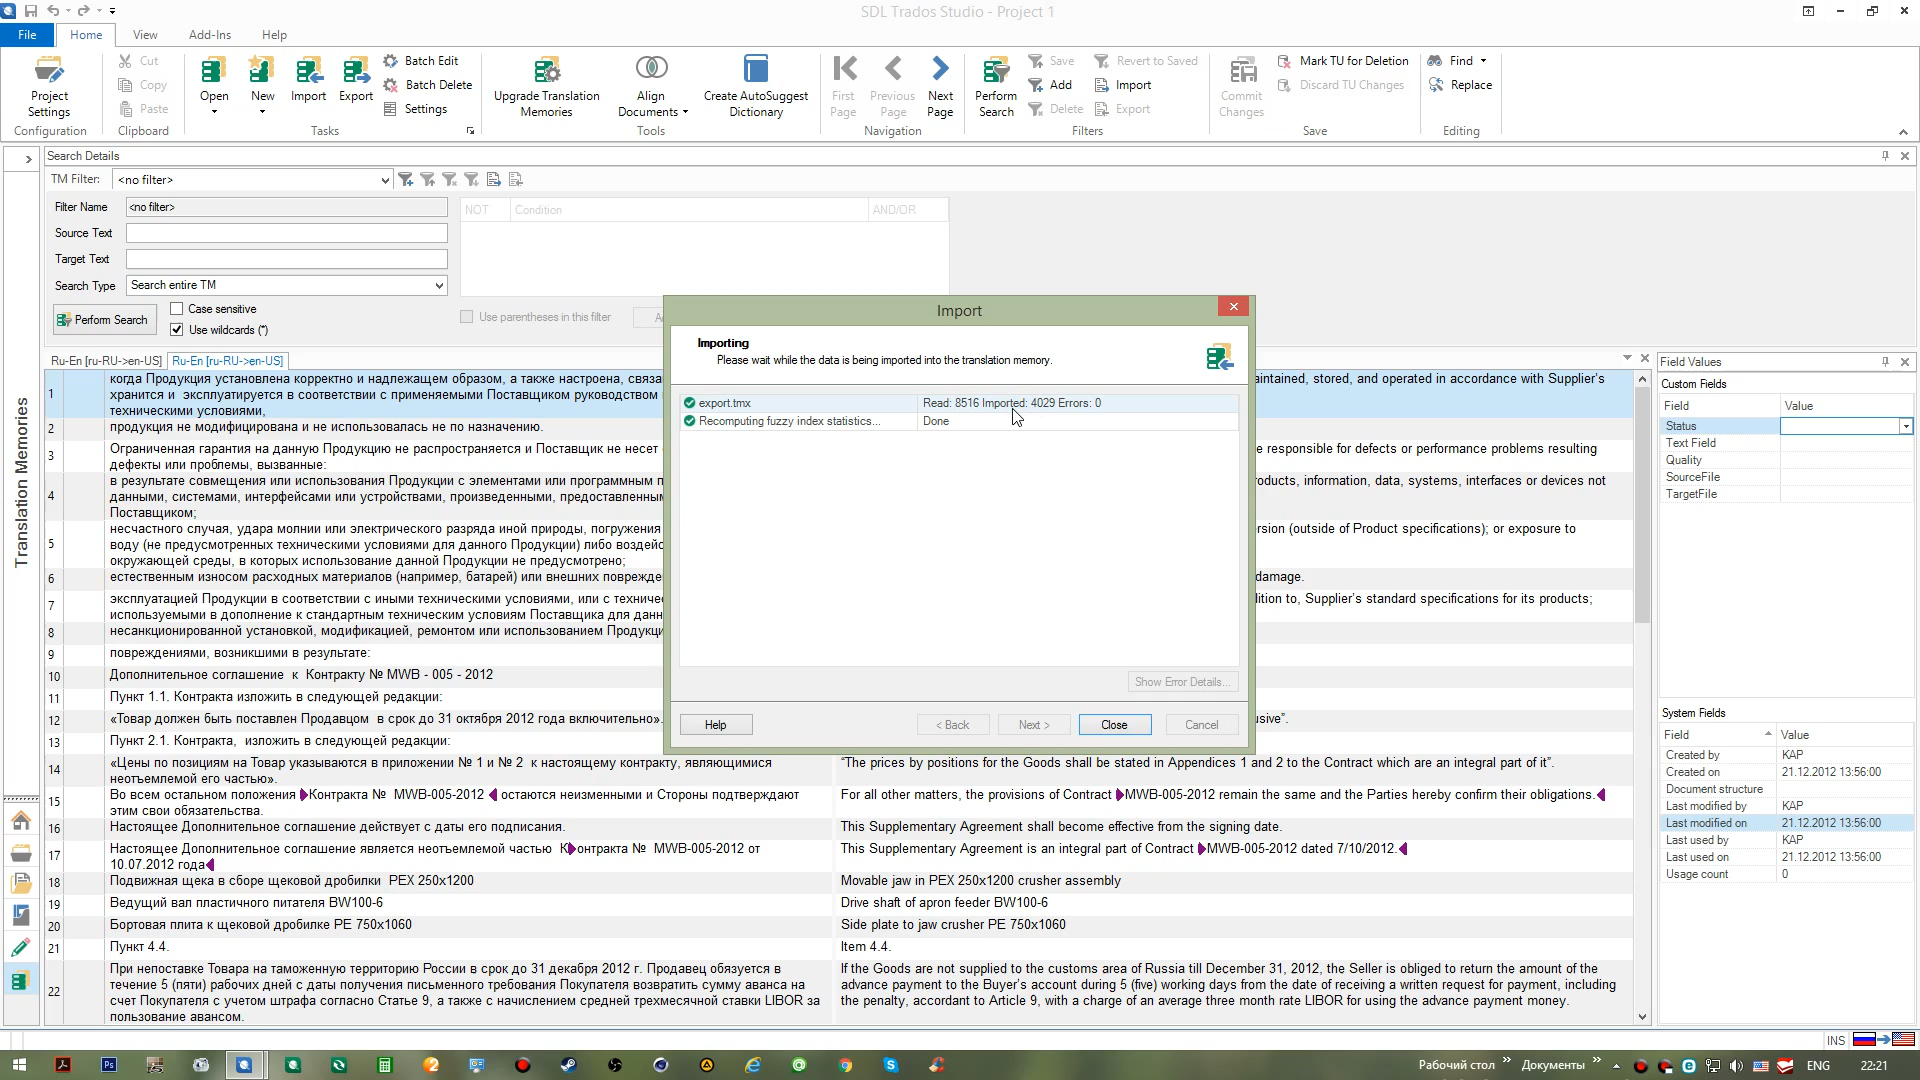 SDL Trados Studio - Project 1
File Home View Add-Ins Help
Project Settings
Configuration
Cut
Copy
Paste
Clipboard
Open New Import Export
Batch Edit
Batch Delete
Settings
Tasks
Upgrade Translation Memories
Align Documents
Create AutoSuggest Dictionary
Tools
First Page
Previous Page
Next Page
Navigation
Perform Search
Save
Add
Delete
Revert to Saved
Import
Export
Filters
Commit Changes
Mark TU for Deletion
Discard TU Changes
Save
Find
Replace
Editing
Translation Memories
Search Details
TM Filter: <no filter>
Filter Name <no filter>
Source Text
Target Text
Search Type Search entire TM
Perform Search
Case sensitive
Use wildcards (*)
NOT Condition AND/OR
Use parentheses in this filter
Ru-En [ru-RU->en-US] Ru-En [ru-RU->en-US]
1
когда Продукция установлена корректно и надлежащем образом, а также настроена, связа
хранится и эксплуатируется в соответствии с применяемыми Поставщиком руководством
техническими условиями,
aintained, stored, and operated in accordance with Supplier's
2 продукция не модифицирована и не использовалась не по назначению.
3
Ограниченная гарантия на данную Продукцию не распространяется и Поставщик не несет
дефекты или проблемы, вызванные:
e responsible for defects or performance problems resulting
4
в результате совмещения или использования Продукции с элементами или программным п
данными, системами, интерфейсами или устройствами, произведенными, предоставленным
Поставщиком;
oducts, information, data, systems, interfaces or devices not
5
несчастного случая, удара молнии или электрического разряда иной природы, погружения
воду (не предусмотренных техническими условиями для данного Продукции) либо воздейс
окружающей среды, в которых использование данной Продукции не предусмотрено;
rsion (outside of Product specifications); or exposure to
6 естественным износом расходных материалов (например, батарей) или внешних поврежде
damage.
7
эксплуатацией Продукции в соответствии с иными техническими условиями, или с техниче
используемыми в дополнение к стандартным техническим условиям Поставщика для данн
lition to, Supplier's standard specifications for its products;
8 несанкционированной установкой, модификацией, ремонтом или использованием Продукци
9 повреждениями, возникшими в результате:
10 Дополнительное соглашение к Контракту № MWB - 005 - 2012
11 Пункт 1.1. Контракта изложить в следующей редакции:
12 «Товар должен быть поставлен Продавцом в срок до 31 октября 2012 года включительно».
usive".
13 Пункт 2.1. Контракта, изложить в следующей редакции:
14
«Цены по позициям на Товар указываются в приложении № 1 и № 2 к настоящему контракту, являющимися
неотъемлемой его частью».
“The prices by positions for the Goods shall be stated in Appendices 1 and 2 to the Contract which are an integral part of it”.
15
Во всем остальном положения Контракта № MWB-005-2012 остаются неизменными и Стороны подтверждают
этим свои обязательства.
For all other matters, the provisions of Contract MWB-005-2012 remain the same and the Parties hereby confirm their obligations.
16 Настоящее Дополнительное соглашение действует с даты его подписания.
This Supplementary Agreement shall become effective from the signing date.
17
Настоящее Дополнительное соглашение является неотъемлемой частью Контракта № MWB-005-2012 от
10.07.2012 года
This Supplementary Agreement is an integral part of Contract MWB-005-2012 dated 7/10/2012.
18 Подвижная щека в сборе щековой дробилки PEX 250x1200
Movable jaw in PEX 250x1200 crusher assembly
19 Ведущий вал пластичного питателя BW100-6
Drive shaft of apron feeder BW100-6
20 Бортовая плита к щековой дробилке PE 750x1060
Side plate to jaw crusher PE 750x1060
21 Пункт 4.4.
Item 4.4.
22
При непоставке Товара на таможенную территорию России в срок до 31 декабря 2012 г. Продавец обязуется в
течение 5 (пяти) рабочих дней с даты получения письменного требования Покупателя возвратить сумму аванса на
счет Покупателя с учетом штрафа согласно Статье 9, а также с начислением средней трехмесячной ставки LIBOR за
пользование авансом.
If the Goods are not supplied to the customs area of Russia till December 31, 2012, the Seller is obliged to return the amount of the
advance payment to the Buyer's account during 5 (five) working days from the date of receiving a written request for payment, including
the penalty, accordant to Article 9, with a charge of an average three month rate LIBOR for using the advance payment money.
Import
Importing
Please wait while the data is being imported into the translation memory.
export.tmx Read: 8516 Imported: 4029 Errors: 0
Recomputing fuzzy index statistics... Done
Show Error Details...
Help < Back Next > Close Cancel
Field Values
Custom Fields
Field Value
Status
Text Field
Quality
SourceFile
TargetFile
System Fields
Field Value
Created by KAP
Created on 21.12.2012 13:56:00
Document structure
Last modified by KAP
Last modified on 21.12.2012 13:56:00
Last used by KAP
Last used on 21.12.2012 13:56:00
Usage count 0
INS
Рабочий стол » Документы » ENG 22:21